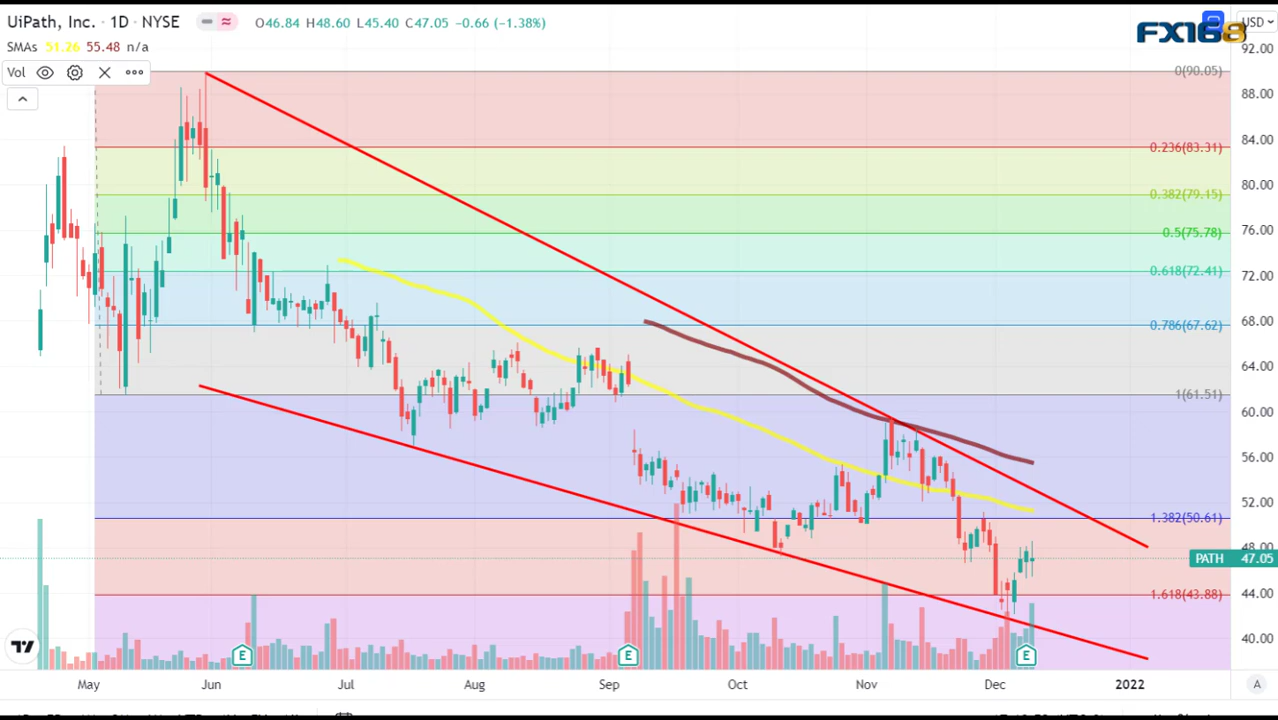 UiPath, Inc. · 1D · NYSE O46.84 H48.60 L45.40 C47.05 −0.66 (−1.38%)
USD
FX168
SMAs 51.26 55.48 n/a
Vol
92.00
88.00
84.00
80.00
76.00
72.00
68.00
64.00
60.00
56.00
52.00
48.00
44.00
40.00
0(90.05)
0.236(83.31)
0.382(79.15)
0.5(75.78)
0.618(72.41)
0.786(67.62)
1(61.51)
1.382(50.61)
PATH 47.05
1.618(43.88)
E E E
May Jun Jul Aug Sep Oct Nov Dec 2022 A